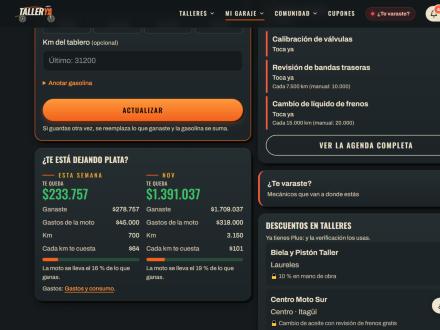 TALLERYA
TALLERES
MI GARAJE
COMUNIDAD
CUPONES
¿Te varaste?
Km del tablero (opcional)
Último: 31200
Anotar gasolina
ACTUALIZAR
Si guardas otra vez, se reemplaza lo que ganaste y la gasolina se suma.
¿TE ESTÁ DEJANDO PLATA?
ESTA SEMANA
TE QUEDA
$233.757
Ganaste $278.757
Gastos de la moto $45.000
Km 700
Cada km te cuesta $64
La moto se lleva el 16 % de lo que ganas.
NOV
TE QUEDA
$1.391.037
Ganaste $1.709.037
Gastos de la moto $318.000
Km 3.150
Cada km te cuesta $101
La moto se lleva el 19 % de lo que ganas.
Gastos: Gastos y consumo.
Calibración de válvulas
Toca ya
Revisión de bandas traseras
Toca ya
Cada 7.500 km (manual: 10.000)
Cambio de líquido de frenos
Toca ya
Cada 15.000 km (manual: 20.000)
VER LA AGENDA COMPLETA
¿Te varaste?
Mecánicos que van a donde estás
DESCUENTOS EN TALLERES
Ya tienes Plus: y la verificación los usas.
Biela y Pistón Taller
Laureles
10 % en mano de obra
Centro Moto Sur
Centro · Itagüí
Cambio de aceite con revisión de frenos gratis